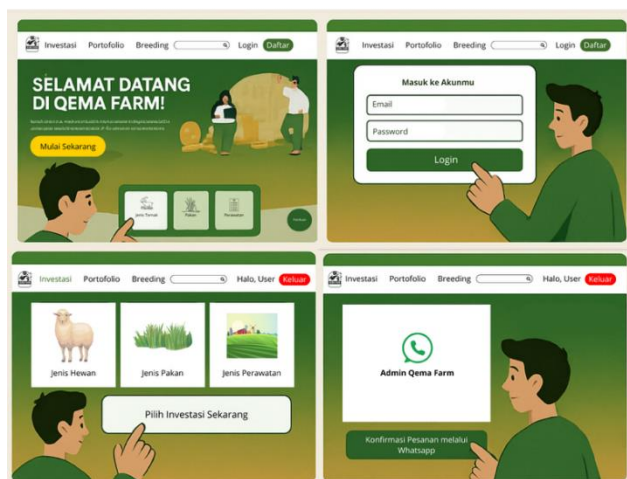 Investasi Portofolio Breeding Login Daftar
SELAMAT DATANG
DI QEMA FARM!
Mulai Sekarang
Jenis Ternak Pakan Perawatan
Investasi Portofolio Breeding Login Daftar
Masuk ke Akunmu
Email
Password
Login
Investasi Portofolio Breeding Halo, User Keluar
Jenis Hewan Jenis Pakan Jenis Perawatan
Pilih Investasi Sekarang
Investasi Portofolio Breeding Halo, User Keluar
Admin Qema Farm
Konfirmasi Pesanan melalui
Whatsapp